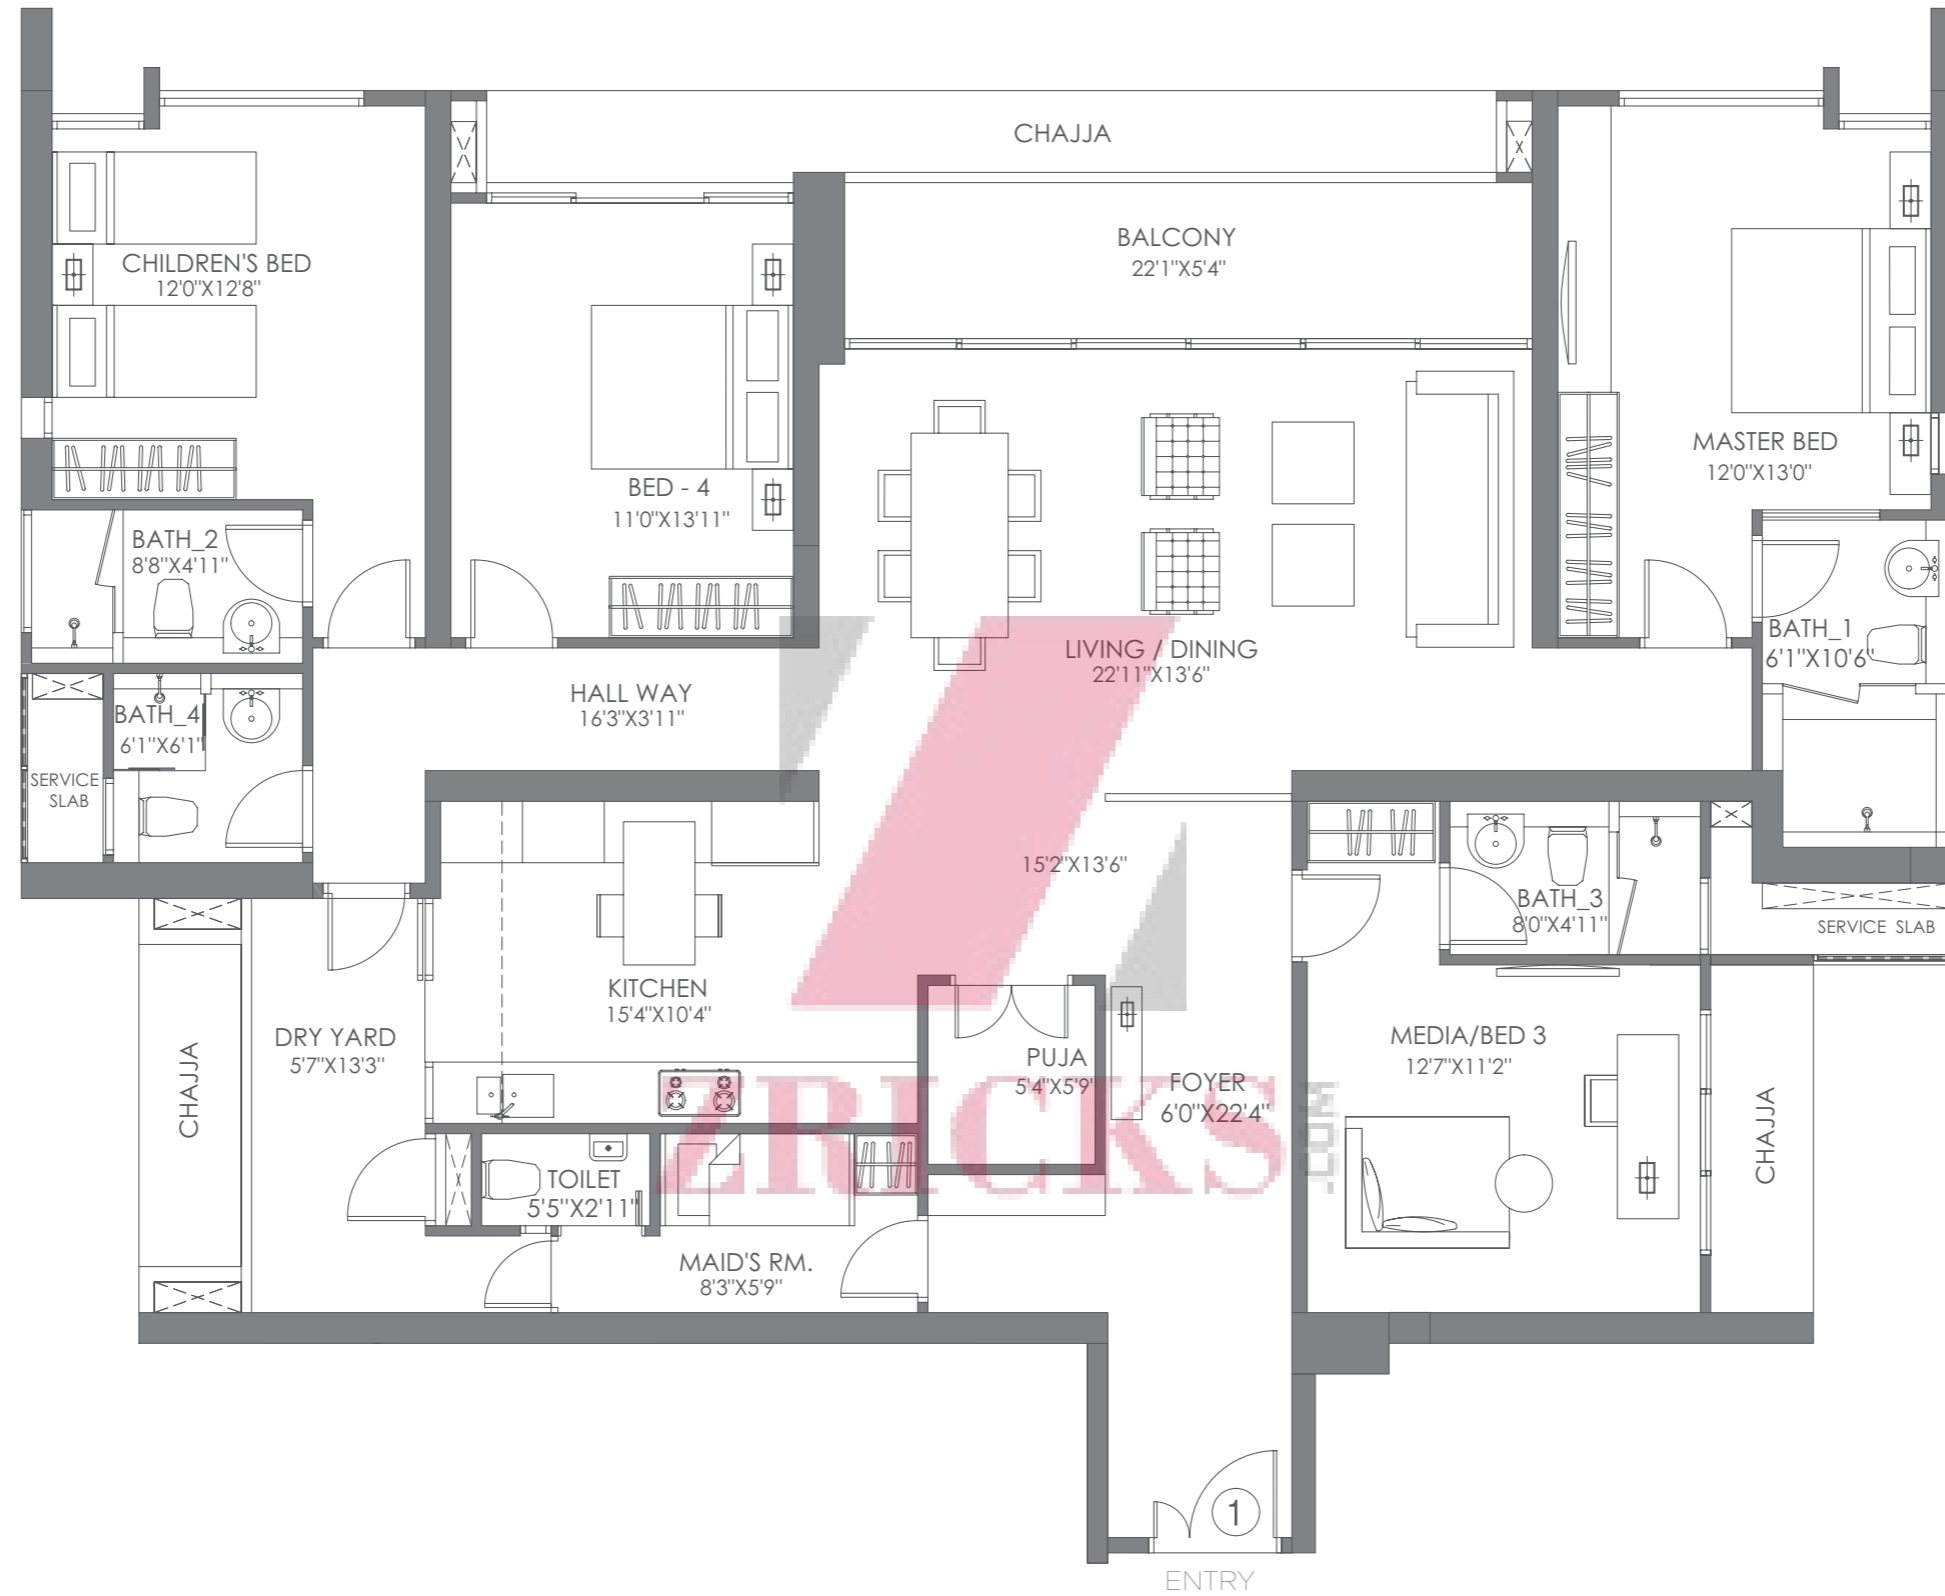 CHAJJA
BALCONY
22'1"X5'4"
CHILDREN'S BED
12'0"X12'8"
MASTER BED
12'0"X13'0"
BED - 4
11'0"X13'11"
BATH_2
8'8"X4'11"
BATH_1
6'1"X10'6"
LIVING / DINING
22'11"X13'6"
HALL WAY
16'3"X3'11"
BATH_4
6'1"X6'1"
SERVICE
SLAB
15'2"X13'6"
BATH_3
8'0"X4'11"
SERVICE SLAB
KITCHEN
15'4"X10'4"
DRY YARD
5'7"X13'3"
CHAJJA
PUJA
5'4"X5'9"
FOYER
6'0"X22'4"
MEDIA/BED 3
12'7"X11'2"
CHAJJA
ZRICKS
TOILET
5'5"X2'11"
MAID'S RM.
8'3"X5'9"
1
ENTRY